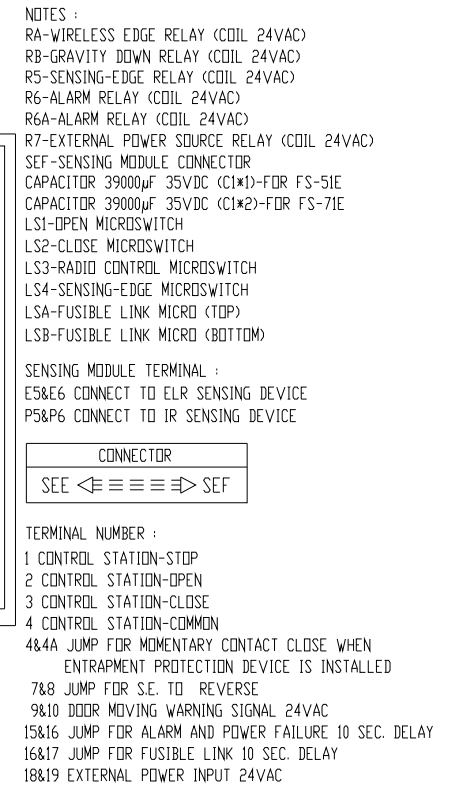 NOTES :
RA-WIRELESS EDGE RELAY (COIL 24VAC)
RB-GRAVITY DOWN RELAY (COIL 24VAC)
R5-SENSING-EDGE RELAY (COIL 24VAC)
R6-ALARM RELAY (COIL 24VAC)
R6A-ALARM RELAY (COIL 24VAC)
R7-EXTERNAL POWER SOURCE RELAY (COIL 24VAC)
SEF-SENSING MODULE CONNECTOR
CAPACITOR 39000µF 35VDC (C1*1)-FOR FS-51E
CAPACITOR 39000µF 35VDC (C1*2)-FOR FS-71E
LS1-OPEN MICROSWITCH
LS2-CLOSE MICROSWITCH
LS3-RADIO CONTROL MICROSWITCH
LS4-SENSING-EDGE MICROSWITCH
LSA-FUSIBLE LINK MICRO (TOP)
LSB-FUSIBLE LINK MICRO (BOTTOM)
SENSING MODULE TERMINAL :
E5&E6 CONNECT TO ELR SENSING DEVICE
P5&P6 CONNECT TO IR SENSING DEVICE
CONNECTOR
SEE SEF
TERMINAL NUMBER :
1 CONTROL STATION-STOP
2 CONTROL STATION-OPEN
3 CONTROL STATION-CLOSE
4 CONTROL STATION-COMMON
4&4A JUMP FOR MOMENTARY CONTACT CLOSE WHEN
ENTRAPMENT PROTECTION DEVICE IS INSTALLED
7&8 JUMP FOR S.E. TO REVERSE
9&10 DOOR MOVING WARNING SIGNAL 24VAC
15&16 JUMP FOR ALARM AND POWER FAILURE 10 SEC. DELAY
16&17 JUMP FOR FUSIBLE LINK 10 SEC. DELAY
18&19 EXTERNAL POWER INPUT 24VAC